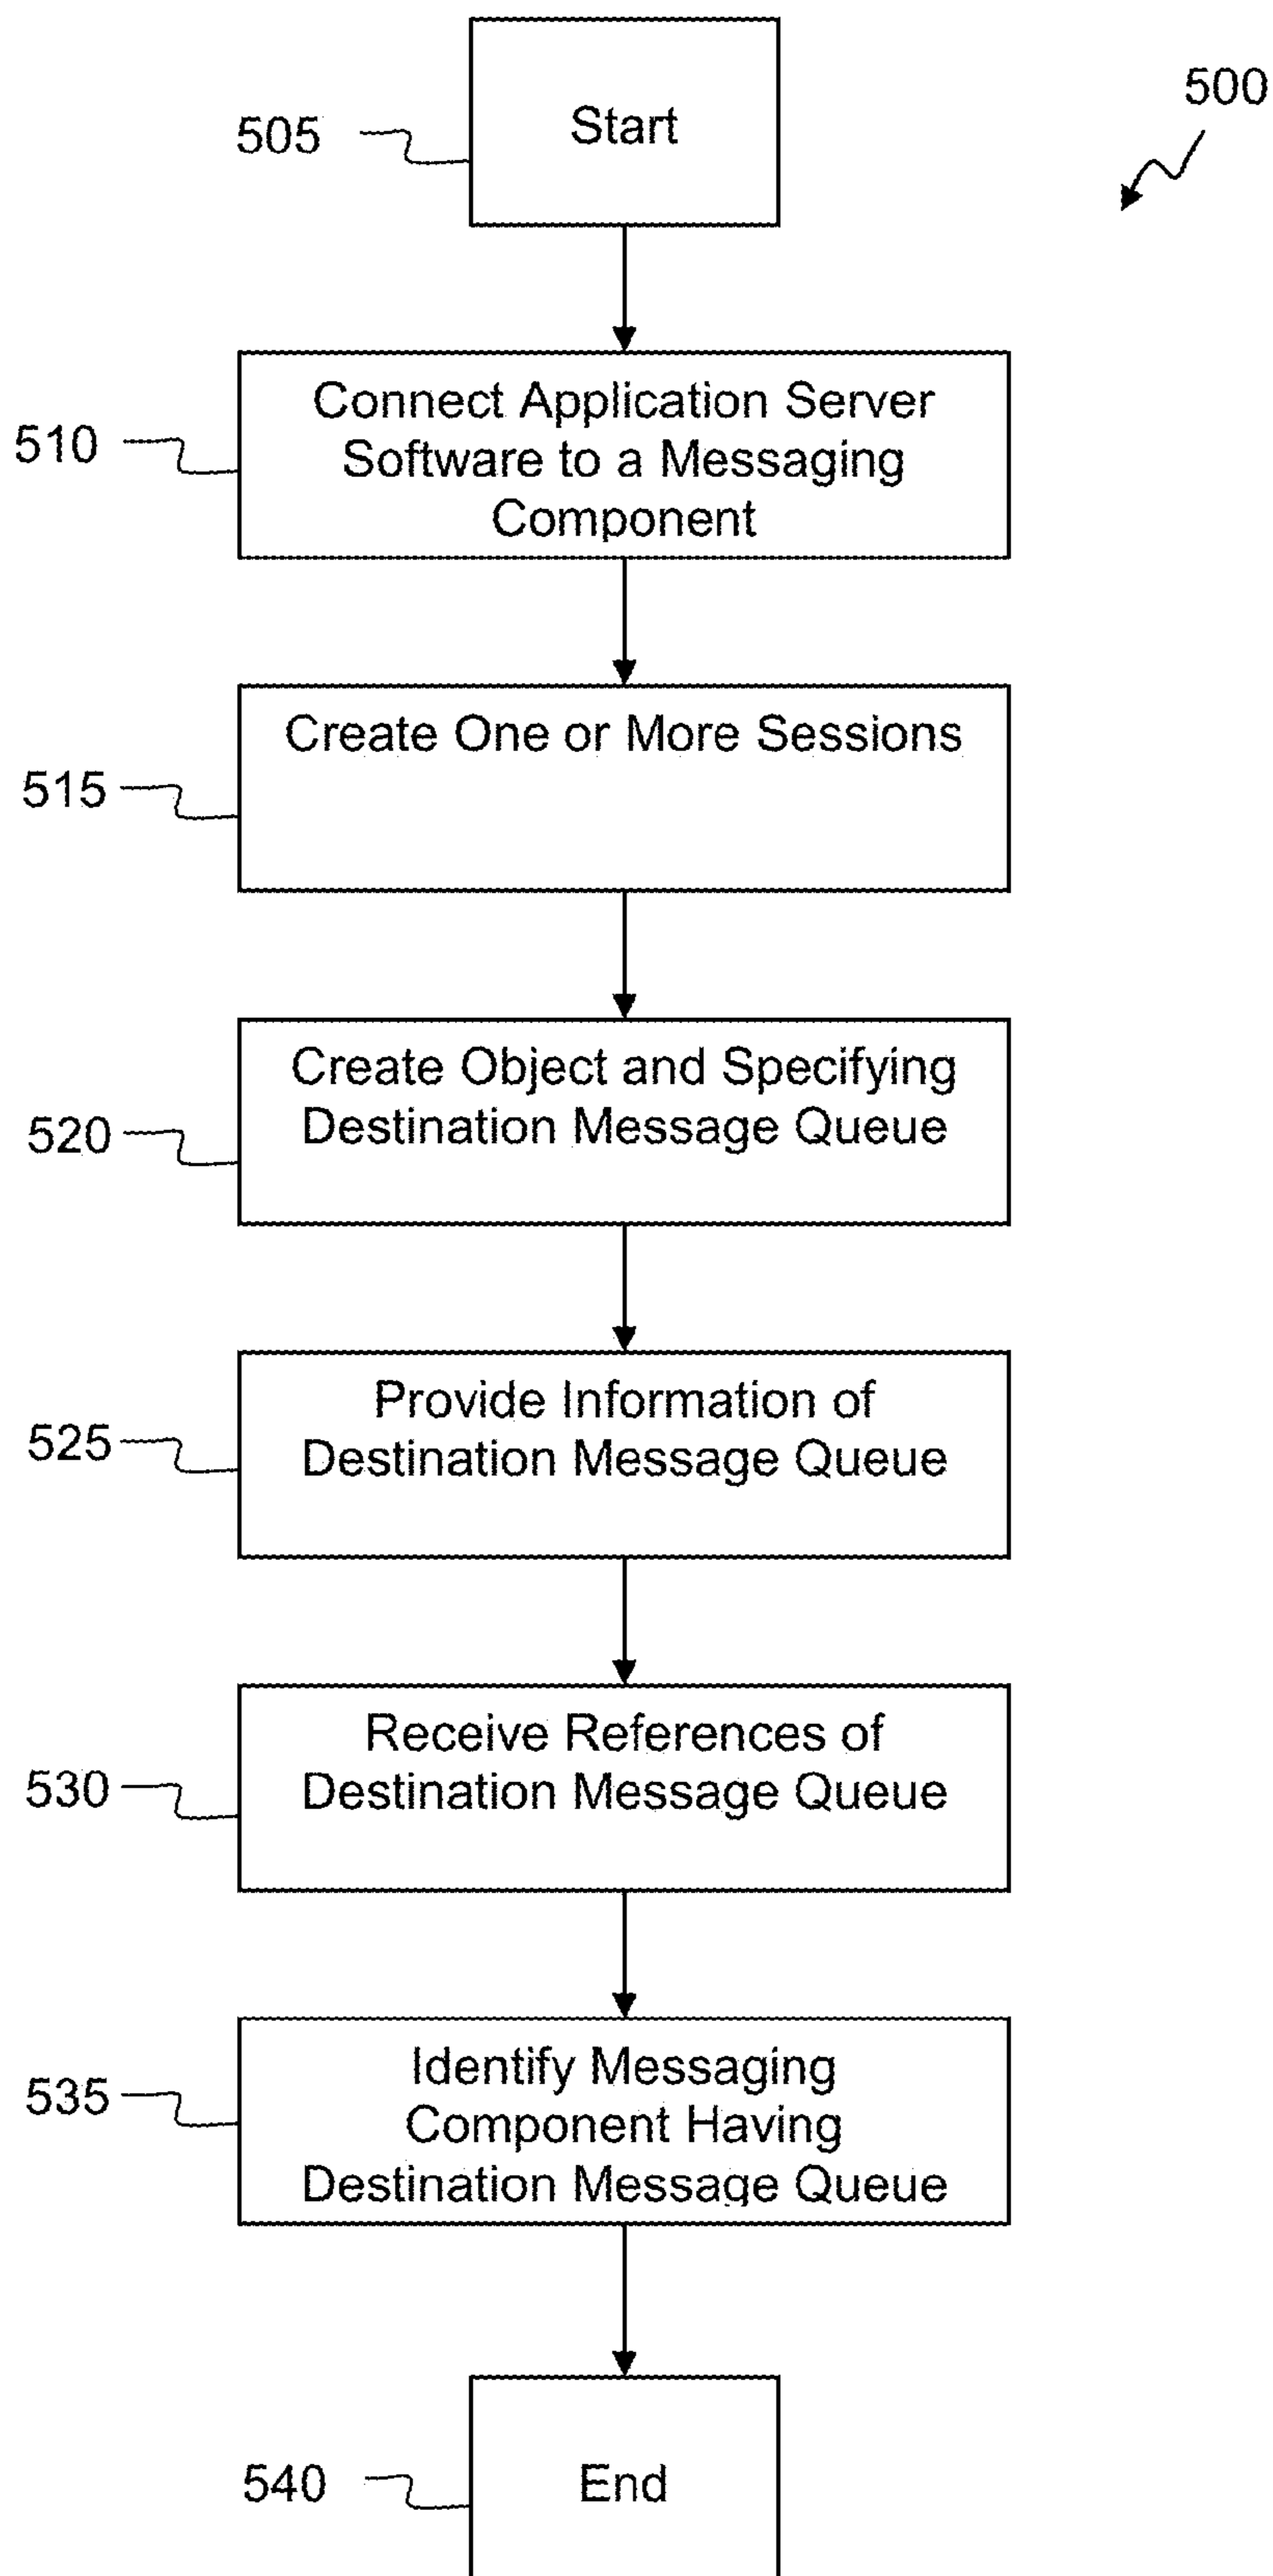 500
505
Start
510
Connect Application Server
Software to a Messaging
Component
515
Create One or More Sessions
520
Create Object and Specifying
Destination Message Queue
525
Provide Information of
Destination Message Queue
530
Receive References of
Destination Message Queue
535
Identify Messaging
Component Having
Destination Message Queue
540
End